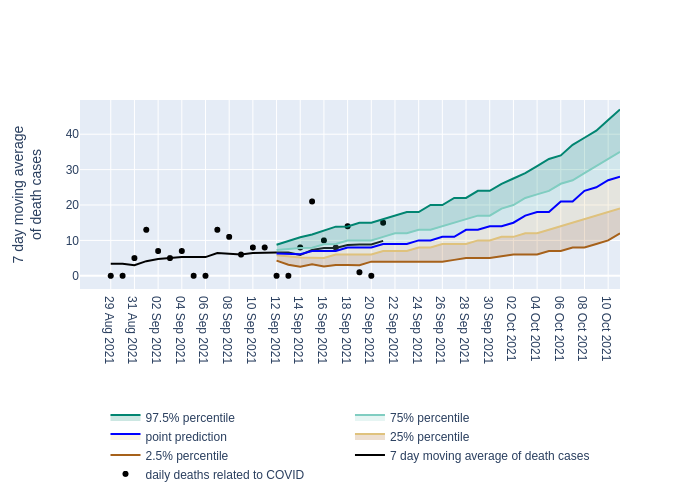 7 day moving average
of death cases
40
30
20
10
0
29 Aug 2021
31 Aug 2021
02 Sep 2021
04 Sep 2021
06 Sep 2021
08 Sep 2021
10 Sep 2021
12 Sep 2021
14 Sep 2021
16 Sep 2021
18 Sep 2021
20 Sep 2021
22 Sep 2021
24 Sep 2021
26 Sep 2021
28 Sep 2021
30 Sep 2021
02 Oct 2021
04 Oct 2021
06 Oct 2021
08 Oct 2021
10 Oct 2021
97.5% percentile
75% percentile
point prediction
25% percentile
2.5% percentile
7 day moving average of death cases
daily deaths related to COVID